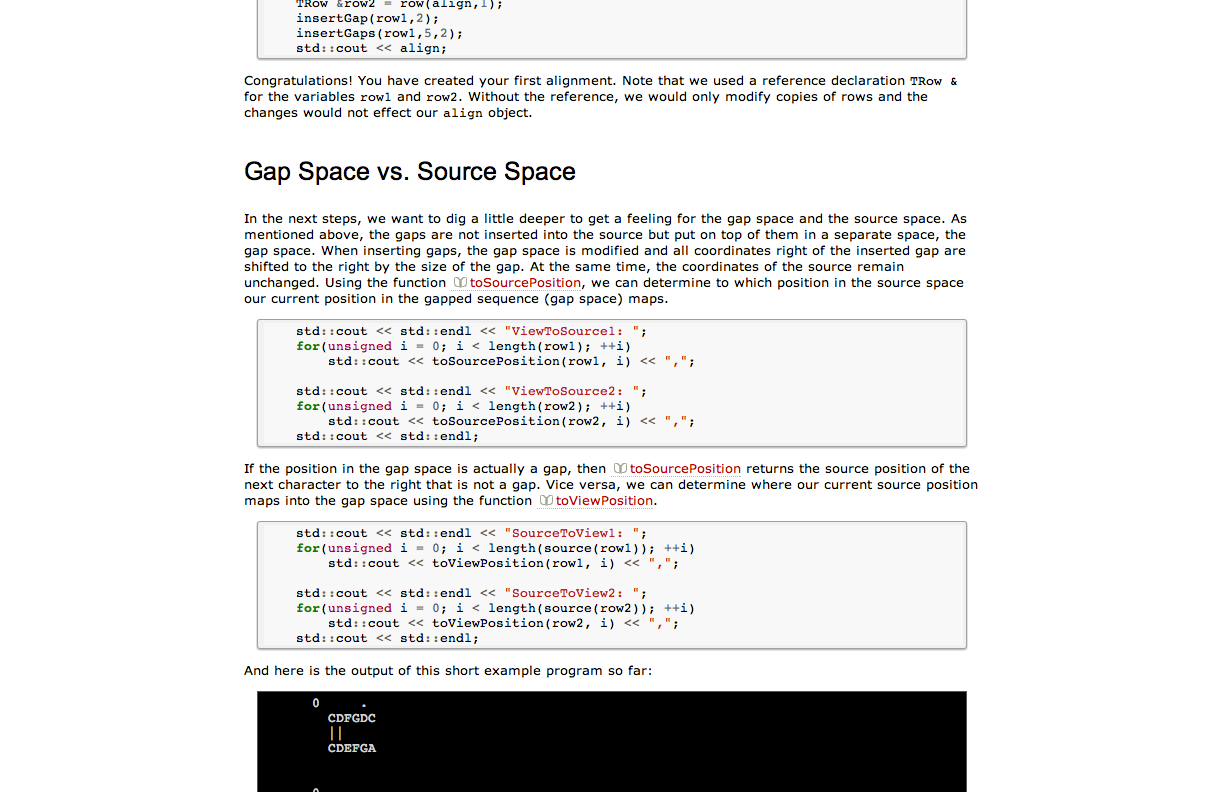 TRow &row2 = row(align,1);
insertGap(row1,2);
insertGaps(row1,5,2);
std::cout << align;
Congratulations! You have created your first alignment. Note that we used a reference declaration TRow &
for the variables row1 and row2. Without the reference, we would only modify copies of rows and the
changes would not effect our align object.
Gap Space vs. Source Space
In the next steps, we want to dig a little deeper to get a feeling for the gap space and the source space. As
mentioned above, the gaps are not inserted into the source but put on top of them in a separate space, the
gap space. When inserting gaps, the gap space is modified and all coordinates right of the inserted gap are
shifted to the right by the size of the gap. At the same time, the coordinates of the source remain
unchanged. Using the function toSourcePosition, we can determine to which position in the source space
our current position in the gapped sequence (gap space) maps.
std::cout << std::endl << "ViewToSource1: ";
for(unsigned i = 0; i < length(row1); ++i)
std::cout << toSourcePosition(row1, i) << ",";
std::cout << std::endl << "ViewToSource2: ";
for(unsigned i = 0; i < length(row2); ++i)
std::cout << toSourcePosition(row2, i) << ",";
std::cout << std::endl;
If the position in the gap space is actually a gap, then toSourcePosition returns the source position of the
next character to the right that is not a gap. Vice versa, we can determine where our current source position
maps into the gap space using the function toViewPosition.
std::cout << std::endl << "SourceToView1: ";
for(unsigned i = 0; i < length(source(row1)); ++i)
std::cout << toViewPosition(row1, i) << ",";
std::cout << std::endl << "SourceToView2: ";
for(unsigned i = 0; i < length(source(row2)); ++i)
std::cout << toViewPosition(row2, i) << ",";
std::cout << std::endl;
And here is the output of this short example program so far:
0 .
CDFGDC
||
CDEFGA